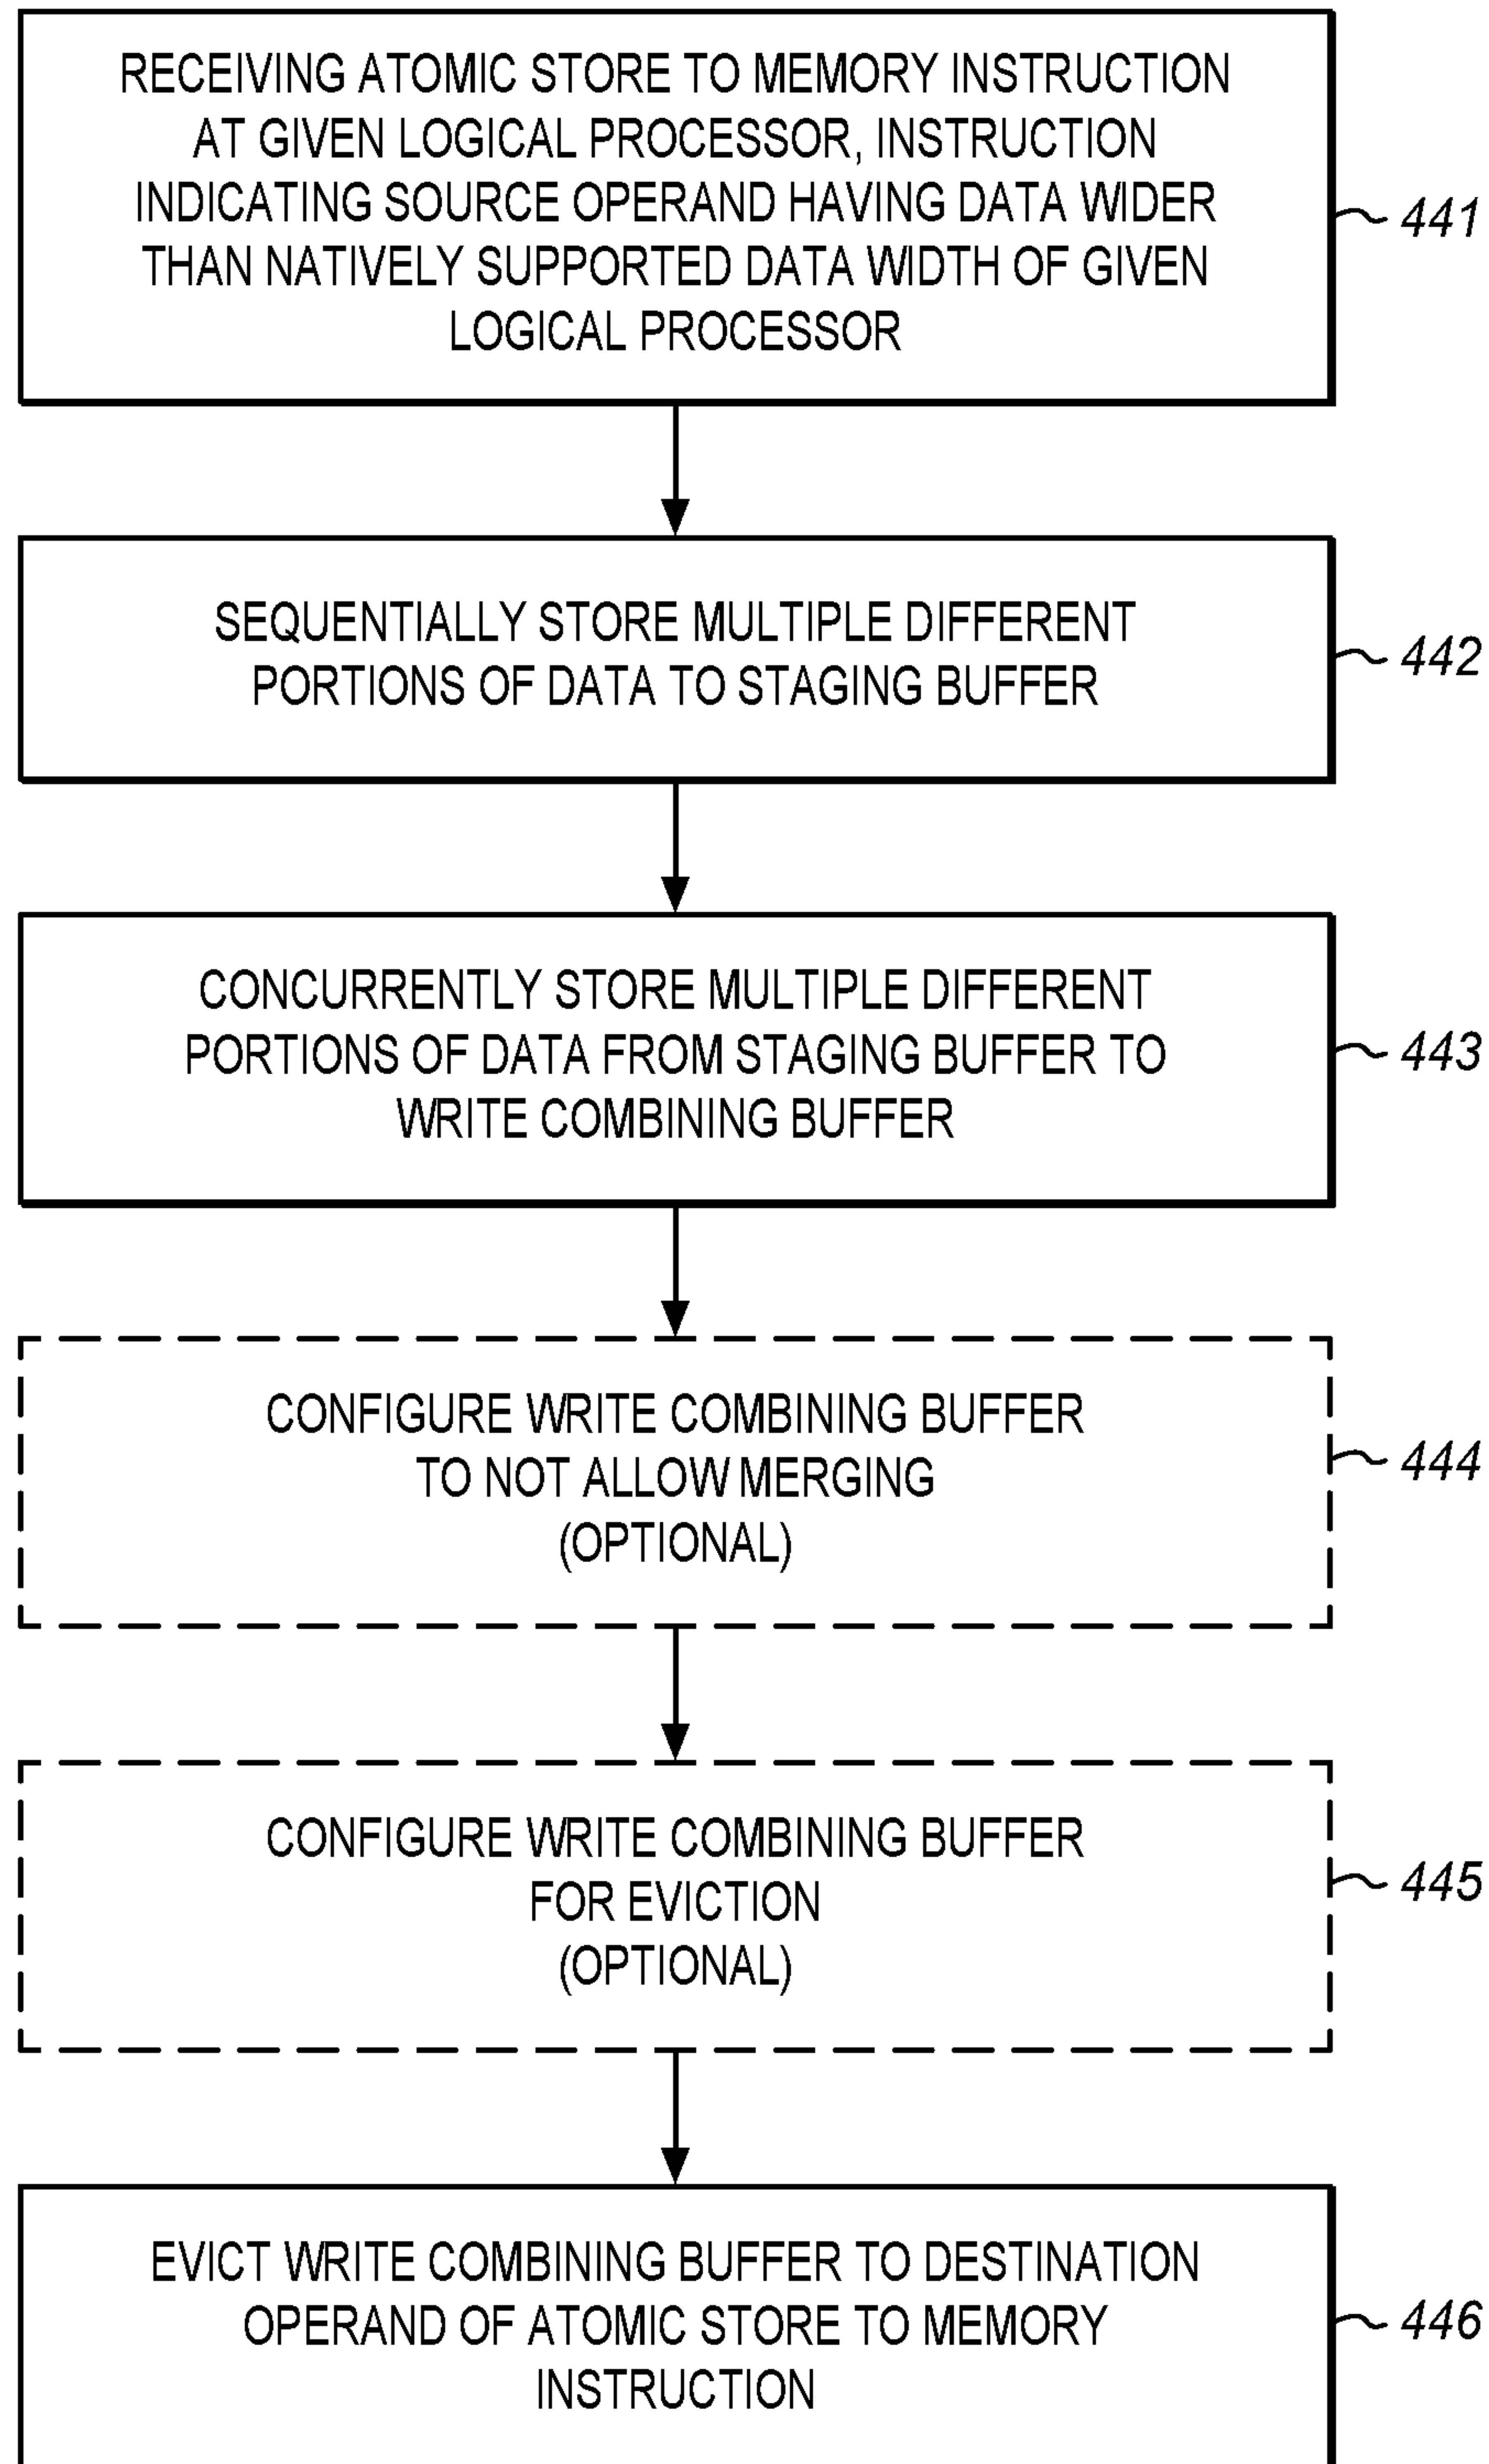 RECEIVING ATOMIC STORE TO MEMORY INSTRUCTION
AT GIVEN LOGICAL PROCESSOR, INSTRUCTION
INDICATING SOURCE OPERAND HAVING DATA WIDER
THAN NATIVELY SUPPORTED DATA WIDTH OF GIVEN
LOGICAL PROCESSOR
441
SEQUENTIALLY STORE MULTIPLE DIFFERENT
PORTIONS OF DATA TO STAGING BUFFER
442
CONCURRENTLY STORE MULTIPLE DIFFERENT
PORTIONS OF DATA FROM STAGING BUFFER TO
WRITE COMBINING BUFFER
443
CONFIGURE WRITE COMBINING BUFFER
TO NOT ALLOW MERGING
(OPTIONAL)
444
CONFIGURE WRITE COMBINING BUFFER
FOR EVICTION
(OPTIONAL)
445
EVICT WRITE COMBINING BUFFER TO DESTINATION
OPERAND OF ATOMIC STORE TO MEMORY
INSTRUCTION
446